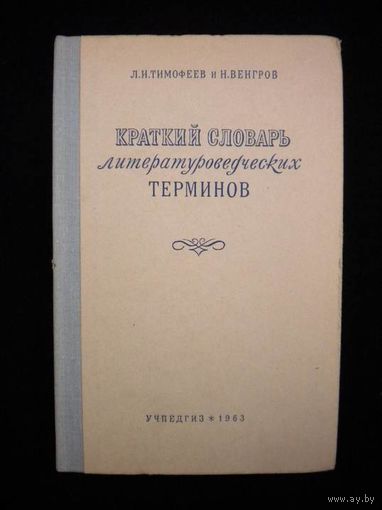 Л.И.ТИМОФЕЕВ и Н.ВЕНГРОВ
КРАТКИЙ СЛОВАРЬ
литературоведческих
ТЕРМИНОВ
УЧПЕДГИЗ * 1963
www.ay.by